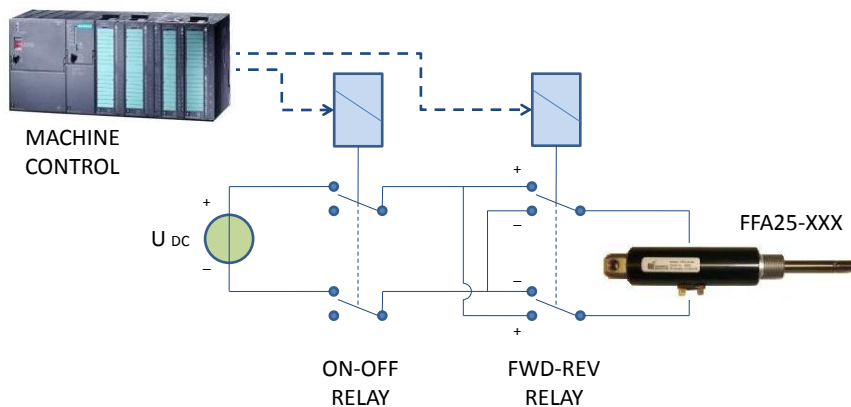 MACHINE
CONTROL
+
U DC
–
+
–
–
+
FFA25-XXX
ON-OFF
RELAY
FWD-REV
RELAY